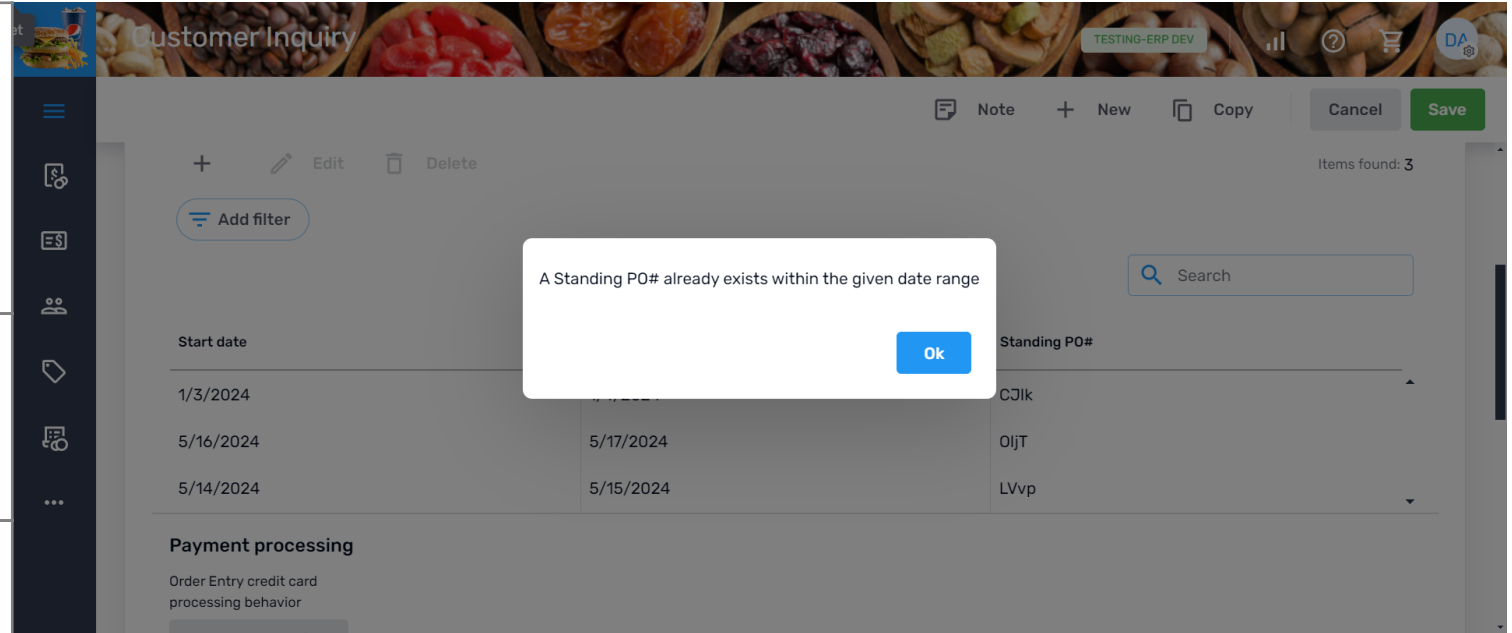 et
Customer Inquiry
TESTING-ERP DEV
DA
Note
New
Copy
Cancel
Save
Edit
Delete
Items found: 3
Add filter
A Standing PO# already exists within the given date range
Search
Ok
Start date
Standing PO#
1/3/2024
CJlk
5/16/2024
5/17/2024
OljT
5/14/2024
5/15/2024
LVvp
Payment processing
Order Entry credit card
processing behavior